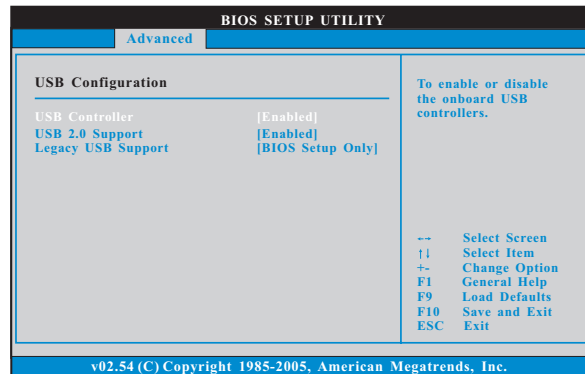 BIOS SETUP UTILITY
Advanced
USB Configuration
USB Controller [Enabled]
USB 2.0 Support [Enabled]
Legacy USB Support [BIOS Setup Only]
To enable or disable
the onboard USB
controllers.
←→ Select Screen
↑↓ Select Item
+- Change Option
F1 General Help
F9 Load Defaults
F10 Save and Exit
ESC Exit
v02.54 (C) Copyright 1985-2005, American Megatrends, Inc.